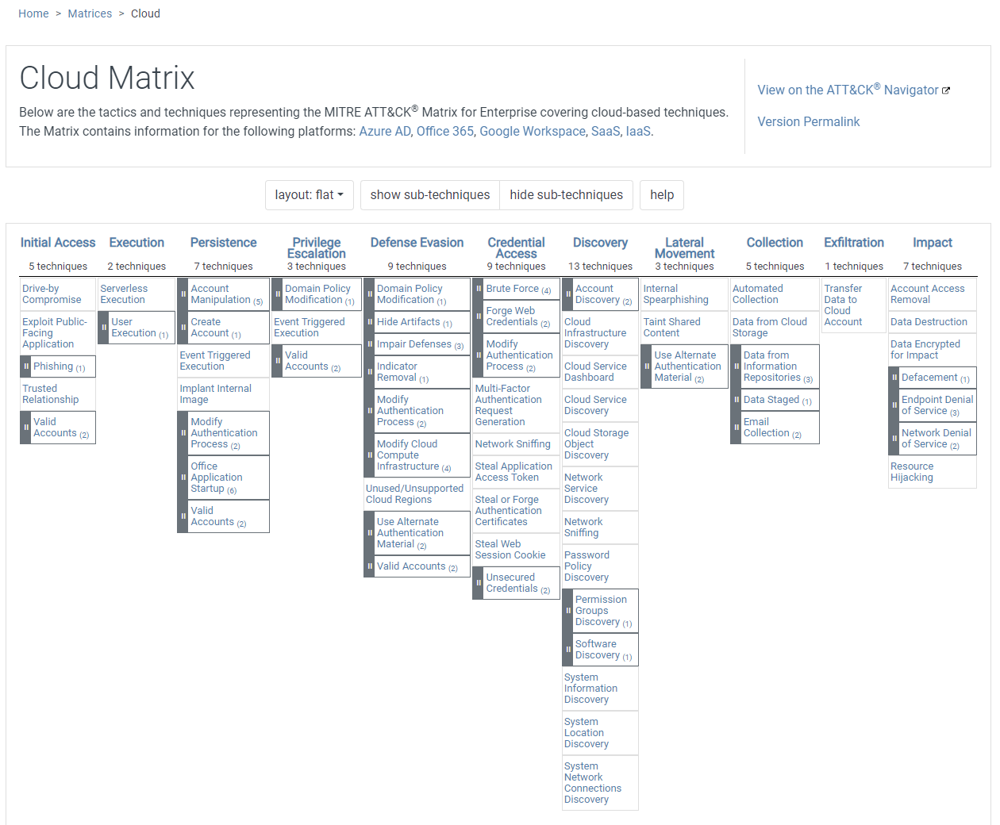 Home > Matrices > Cloud
Cloud Matrix
Below are the tactics and techniques representing the MITRE ATT&CK® Matrix for Enterprise covering cloud-based techniques.
The Matrix contains information for the following platforms: Azure AD, Office 365, Google Workspace, SaaS, IaaS.
View on the ATT&CK® Navigator
Version Permalink
layout: flat
show sub-techniques
hide sub-techniques
help
Initial Access
5 techniques
Drive-by
Compromise
Exploit Public-
Facing
Application
Phishing (1)
Trusted
Relationship
Valid
Accounts (2)
Execution
2 techniques
Serverless
Execution
User
Execution (1)
Persistence
7 techniques
Account
Manipulation (5)
Create
Account (1)
Event Triggered
Execution
Implant Internal
Image
Modify
Authentication
Process (2)
Office
Application
Startup (6)
Valid
Accounts (2)
Privilege
Escalation
3 techniques
Domain Policy
Modification (1)
Event Triggered
Execution
Valid
Accounts (2)
Defense Evasion
9 techniques
Domain Policy
Modification (1)
Hide Artifacts (1)
Impair Defenses (3)
Indicator
Removal (1)
Modify
Authentication
Process (2)
Modify Cloud
Compute
Infrastructure (4)
Unused/Unsupported
Cloud Regions
Use Alternate
Authentication
Material (2)
Valid Accounts (2)
Credential
Access
9 techniques
Brute Force (4)
Forge Web
Credentials (2)
Modify
Authentication
Process (2)
Multi-Factor
Authentication
Request
Generation
Network Sniffing
Steal Application
Access Token
Steal or Forge
Authentication
Certificates
Steal Web
Session Cookie
Unsecured
Credentials (2)
Discovery
13 techniques
Account
Discovery (2)
Cloud
Infrastructure
Discovery
Cloud Service
Dashboard
Cloud Service
Discovery
Cloud Storage
Object
Discovery
Network
Service
Discovery
Network
Sniffing
Password
Policy
Discovery
Permission
Groups
Discovery (1)
Software
Discovery (1)
System
Information
Discovery
System
Location
Discovery
System
Network
Connections
Discovery
Lateral
Movement
3 techniques
Internal
Spearphishing
Taint Shared
Content
Use Alternate
Authentication
Material (2)
Collection
5 techniques
Automated
Collection
Data from Cloud
Storage
Data from
Information
Repositories (3)
Data Staged (1)
Email
Collection (2)
Exfiltration
1 techniques
Transfer
Data to
Cloud
Account
Impact
7 techniques
Account Access
Removal
Data Destruction
Data Encrypted
for Impact
Defacement (1)
Endpoint Denial
of Service (3)
Network Denial
of Service (2)
Resource
Hijacking